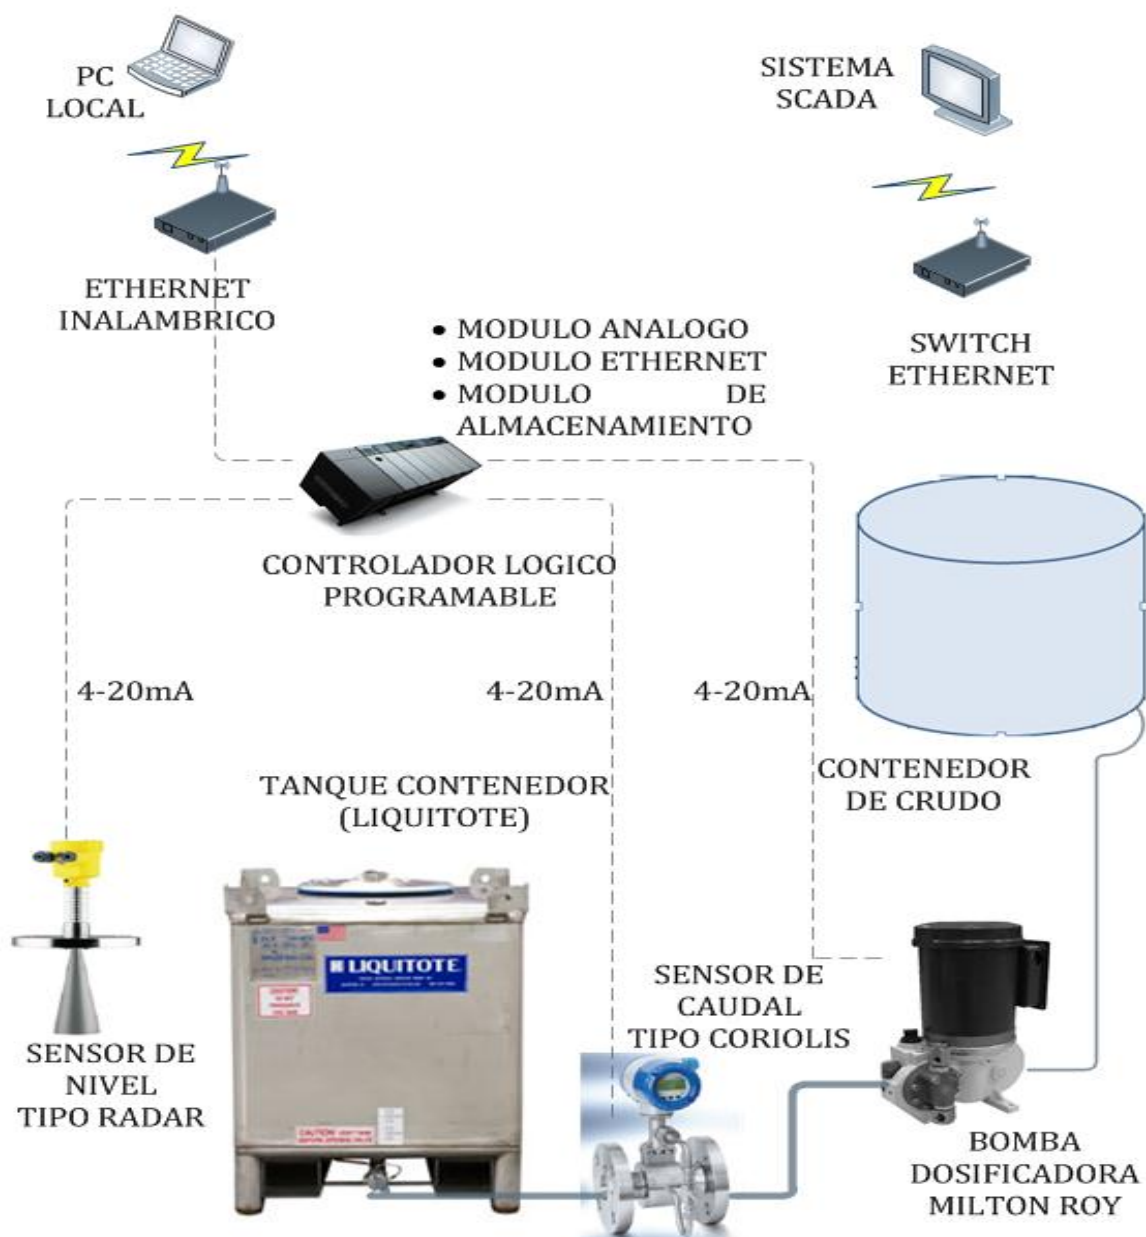 PC
LOCAL
SISTEMA
SCADA
ETHERNET
INALAMBRICO
• MODULO ANALOGO
• MODULO ETHERNET
• MODULO DE
ALMACENAMIENTO
SWITCH
ETHERNET
CONTROLADOR LOGICO
PROGRAMABLE
4-20mA
4-20mA
4-20mA
TANQUE CONTENEDOR
(LIQUITOTE)
CONTENEDOR
DE CRUDO
LIQUITOTE
CAUTION
SENSOR DE
CAUDAL
TIPO CORIOLIS
SENSOR DE
NIVEL
TIPO RADAR
BOMBA
DOSIFICADORA
MILTON ROY